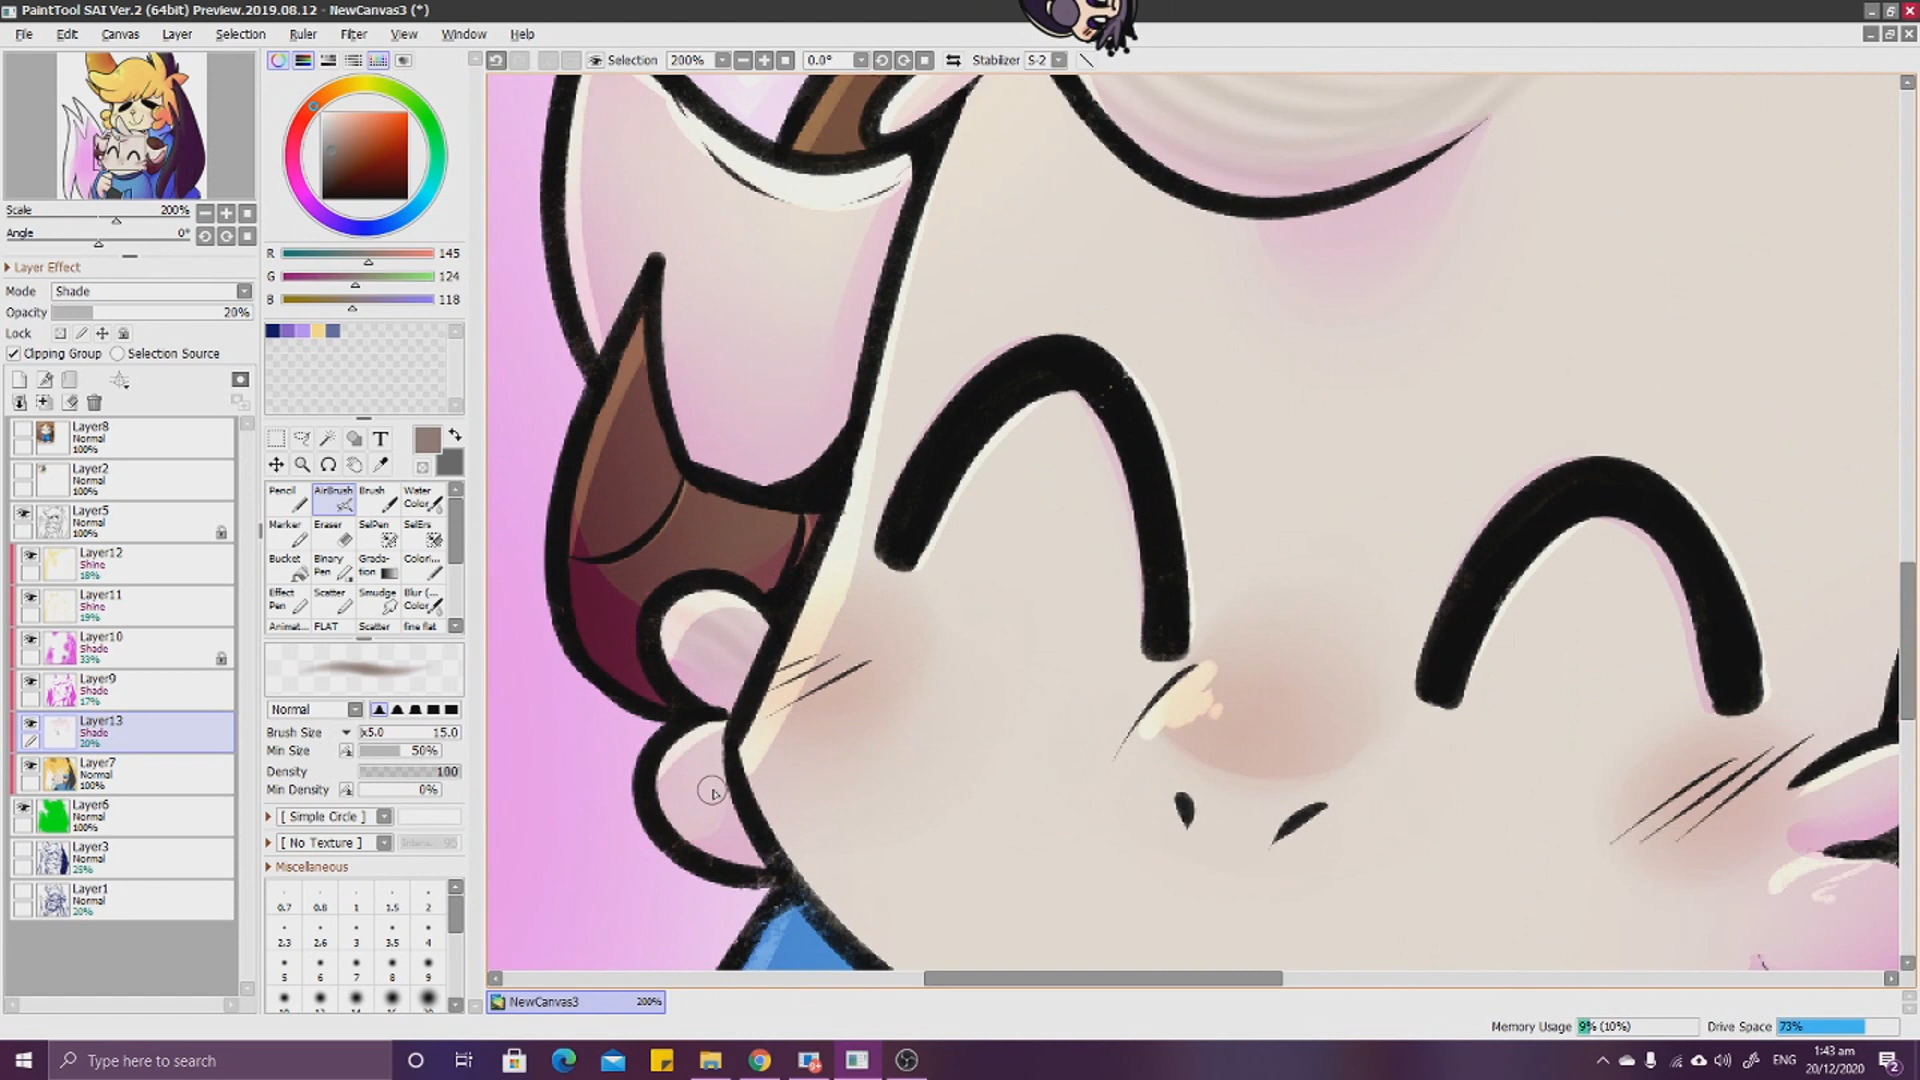 PaintTool SAI Ver.2 (64bit) Preview.2019.08.12 - NewCanvas3 (*)
File Edit Canvas Layer Selection Ruler Filter View Window Help
Selection 200% 0.0° Stabilizer S-2
Scale 200%
Angle 0°
R 145
G 124
B 118
Layer Effect
Mode Shade
Opacity 20%
Lock
Clipping Group Selection Source
Layer8
Normal
100%
Layer2
Normal
100%
Layer5
Normal
100%
Layer12
Shine
18%
Layer11
Shine
19%
Layer10
Shade
33%
Layer9
Shade
17%
Layer13
Shade
20%
Layer7
Normal
100%
Layer6
Normal
100%
Layer3
Normal
25%
Layer1
Normal
20%
T
Pencil AirBrush Brush Water Color
Marker Eraser SelPen SelErs
Bucket Binary Pen Grada- tion Colori...
Effect Pen Scatter Smudge Blur (... Color
Animat... FLAT Scatter fine flat
Normal
Brush Size x5.0 15.0
Min Size 50%
Density 100
Min Density 0%
[ Simple Circle ]
[ No Texture ]
Miscellaneous
0.7 0.8 1 1.5 2
2.3 2.6 3 3.5 4
5 6 7 8 9
NewCanvas3 200%
Memory Usage 9% (10%) Drive Space 73%
Type here to search
ENG
1:43 am
20/12/2020
2